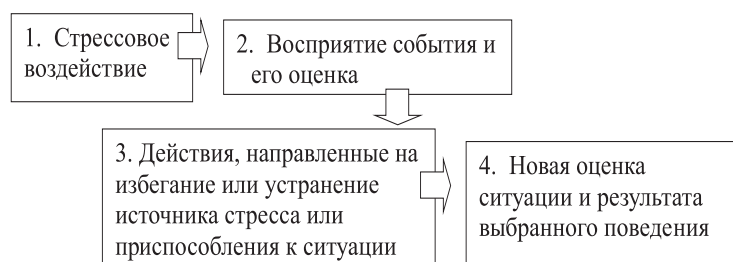 1. Стрессовое
воздействие
2. Восприятие события и
его оценка
3. Действия, направленные на
избегание или устранение
источника стресса или
приспособления к ситуации
4. Новая оценка
ситуации и результата
выбранного поведения